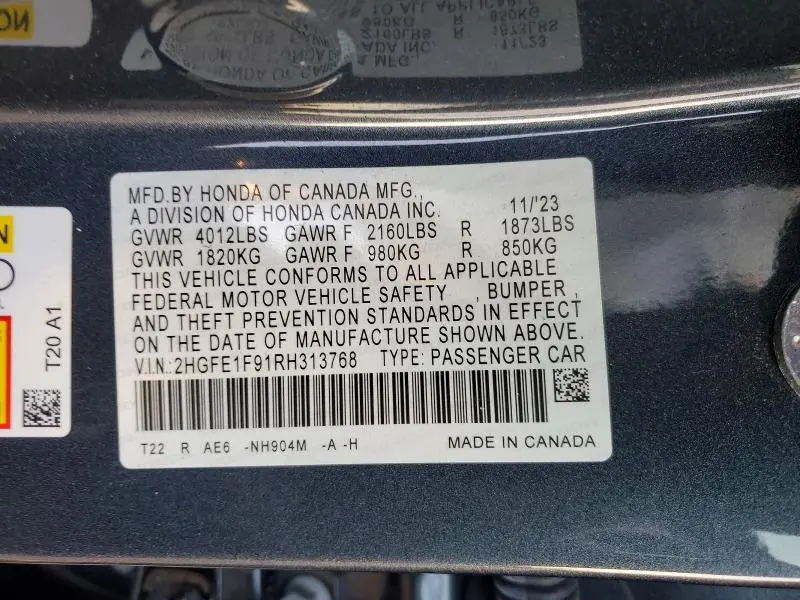 MFD.BY HONDA OF CANADA MFG.,
A DIVISION OF HONDA CANADA INC. 11/'23
GVWR 4012LBS GAWR F 2160LBS R 1873LBS
GVWR 1820KG GAWR F 980KG R 850KG
THIS VEHICLE CONFORMS TO ALL APPLICABLE
FEDERAL MOTOR VEHICLE SAFETY , BUMPER ,
AND THEFT PREVENTION STANDARDS IN EFFECT
ON THE DATE OF MANUFACTURE SHOWN ABOVE.
V.I.N.:2HGFE1F91RH313768 TYPE: PASSENGER CAR
T22 R AE6 -NH904M -A -H MADE IN CANADA
T20 A1